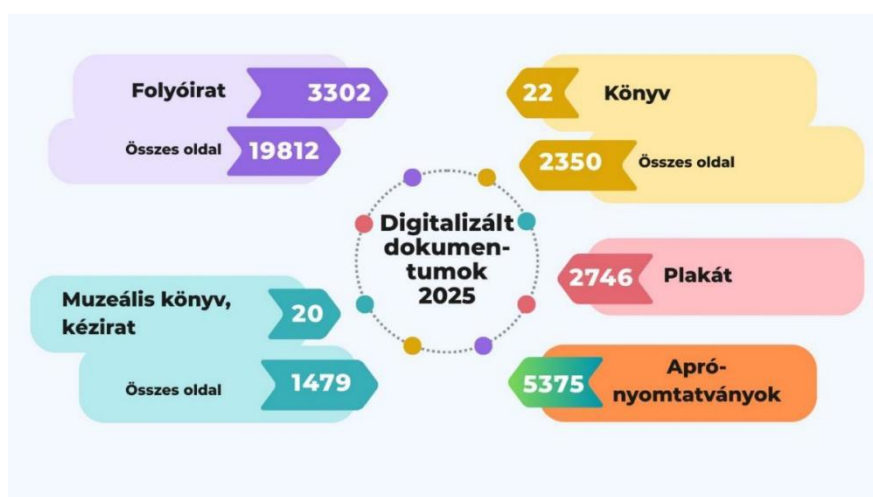 Folyóirat 3302
Összes oldal 19812
22 Könyv
2350 Összes oldal
Digitalizált
dokumen-
tumok
2025
Muzeális könyv,
kézirat
20
Összes oldal 1479
2746 Plakát
5375
Apró-
nyomtatványok